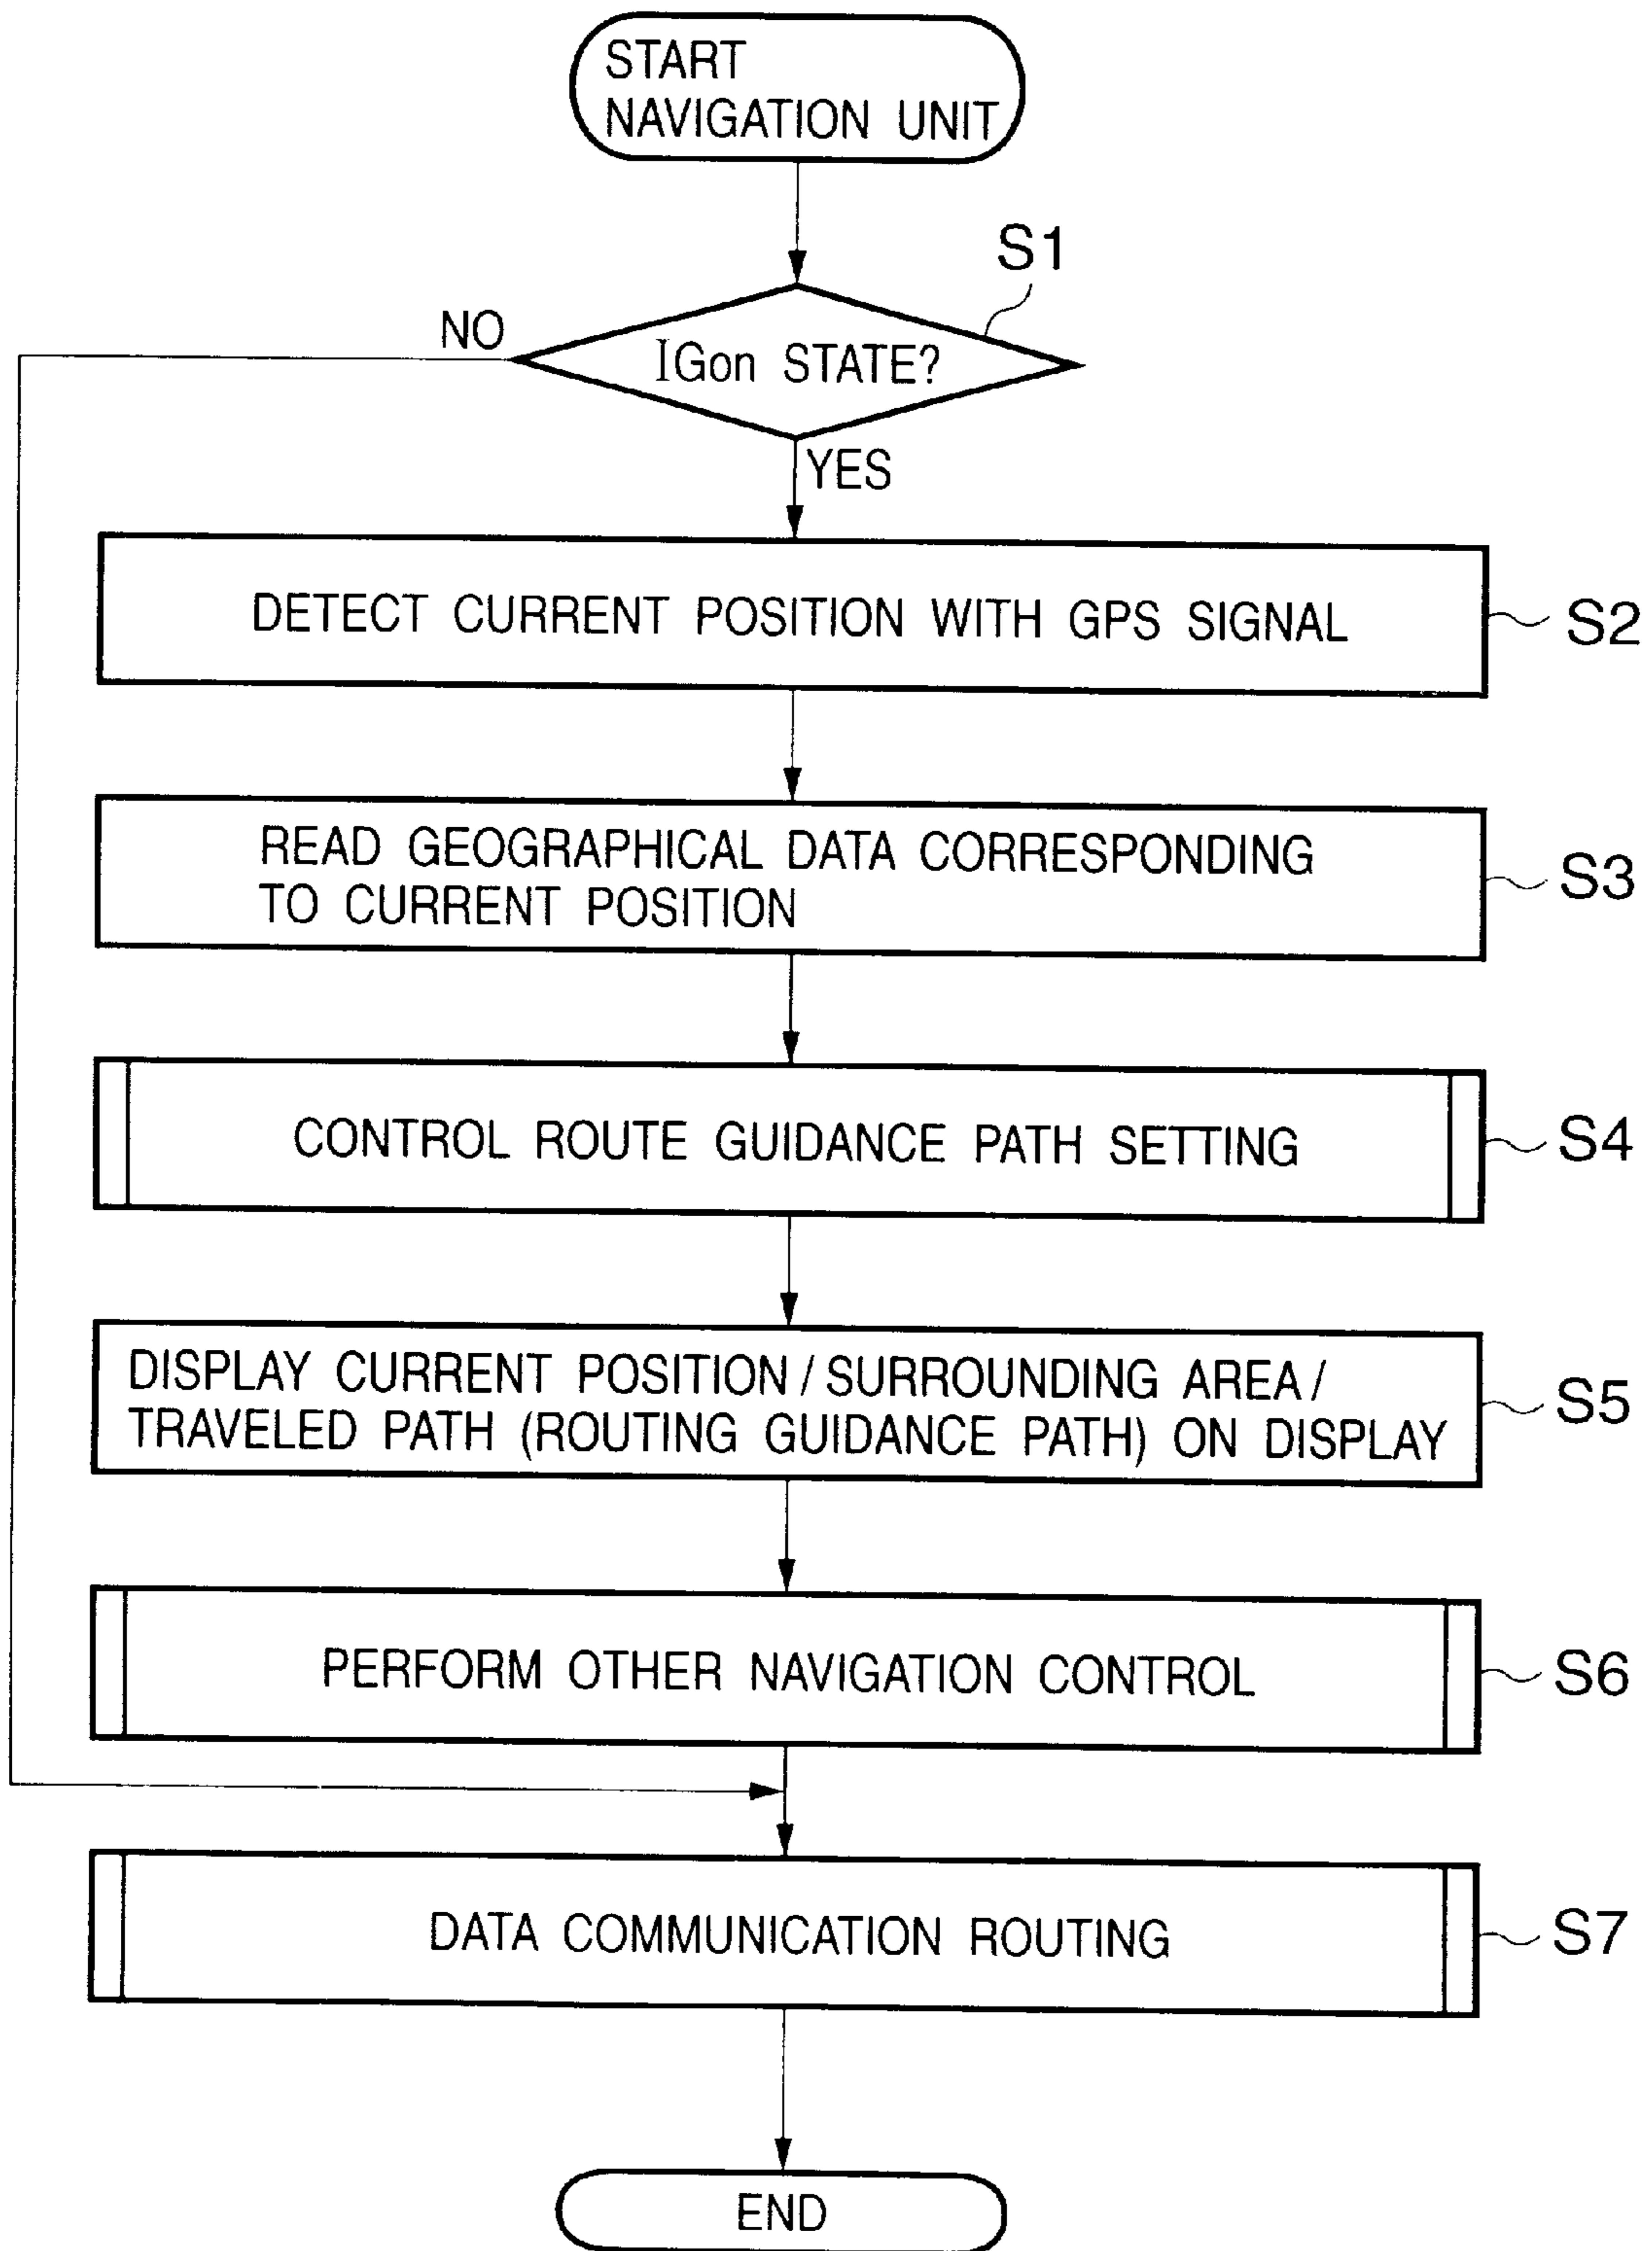 START
NAVIGATION UNIT
S1
NO
IGon STATE?
YES
DETECT CURRENT POSITION WITH GPS SIGNAL
S2
READ GEOGRAPHICAL DATA CORRESPONDING
TO CURRENT POSITION
S3
CONTROL ROUTE GUIDANCE PATH SETTING
S4
DISPLAY CURRENT POSITION / SURROUNDING AREA /
TRAVELED PATH (ROUTING GUIDANCE PATH) ON DISPLAY
S5
PERFORM OTHER NAVIGATION CONTROL
S6
DATA COMMUNICATION ROUTING
S7
END